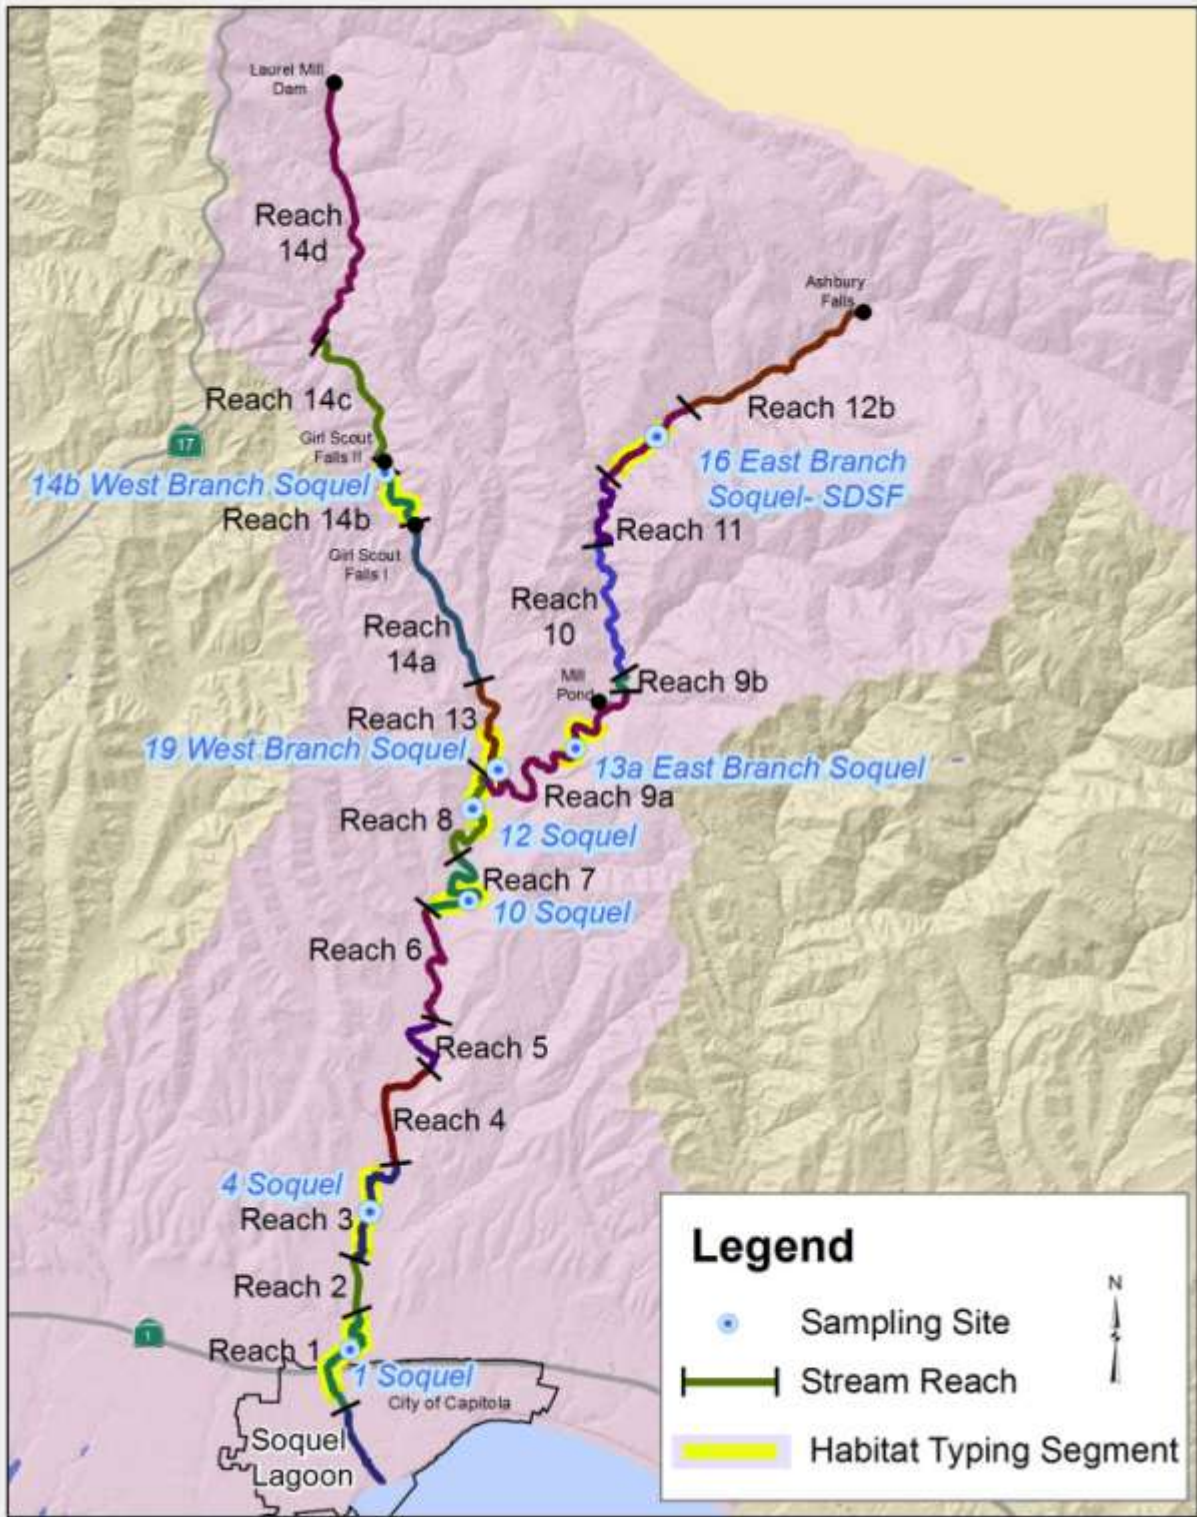 Laurel Mill
Dam
Reach
14d
Ashbury
Falls
Reach 14c
Reach 12b
Girl Scout
Falls II
17
14b West Branch Soquel
16 East Branch
Soquel- SDSF
Reach 14b
Reach 11
Girl Scout
Falls I
Reach
10
Reach
14a
Mill
Pond
Reach 9b
Reach 13
19 West Branch Soquel
13a East Branch Soquel
Reach 9a
Reach 8
12 Soquel
Reach 7
10 Soquel
Reach 6
Reach 5
Reach 4
4 Soquel
Reach 3
Reach 2
1
Reach 1
1 Soquel
City of Capitola
Soquel
Lagoon
Legend
N
Sampling Site
Stream Reach
Habitat Typing Segment